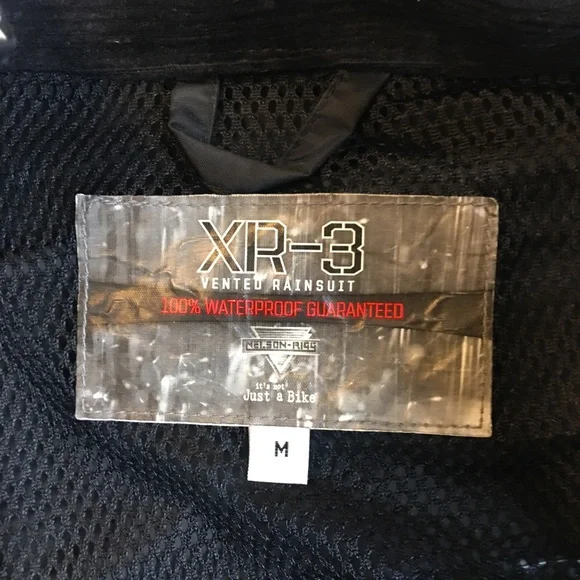 XR-3
VENTED RAINSUIT
100% WATERPROOF GUARANTEED
NELSON-RIGG
it's not
Just a Bike
M